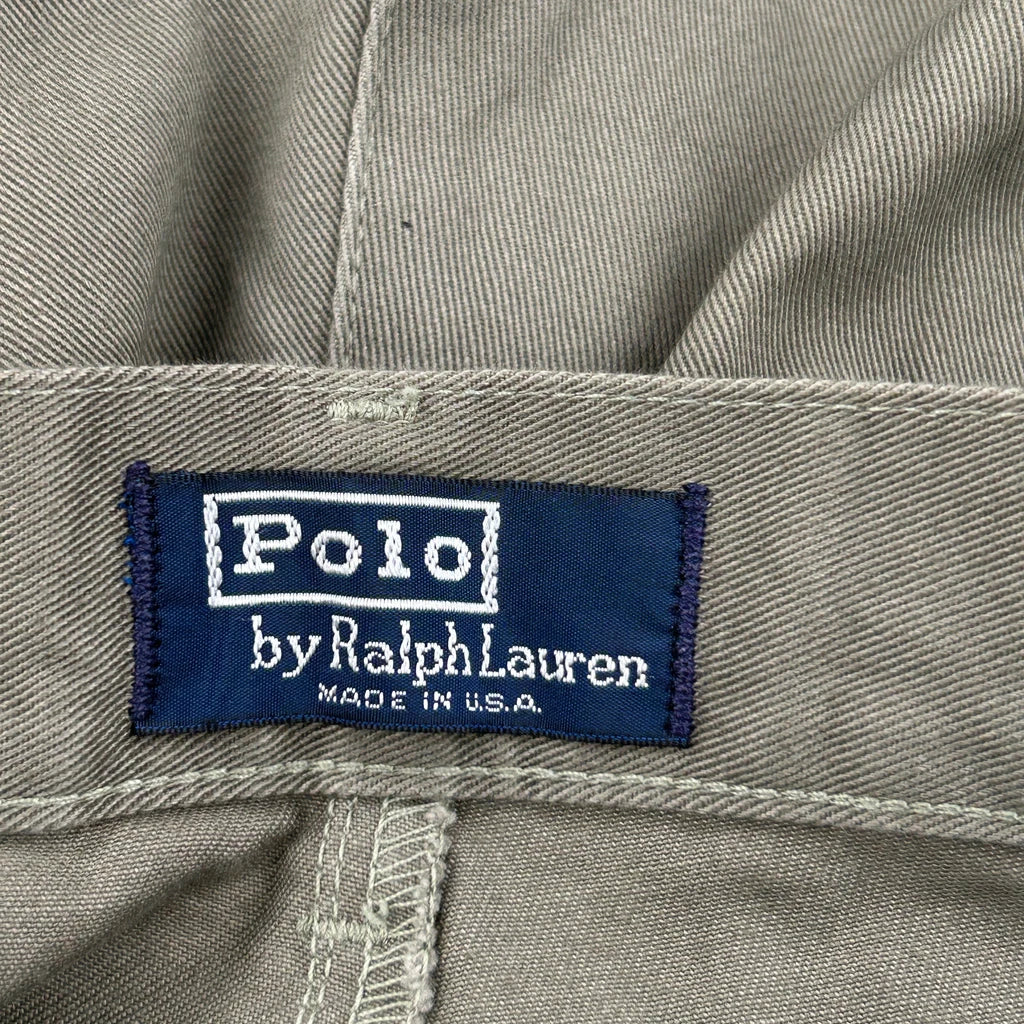 Polo
by Ralph Lauren
MADE IN U.S.A.